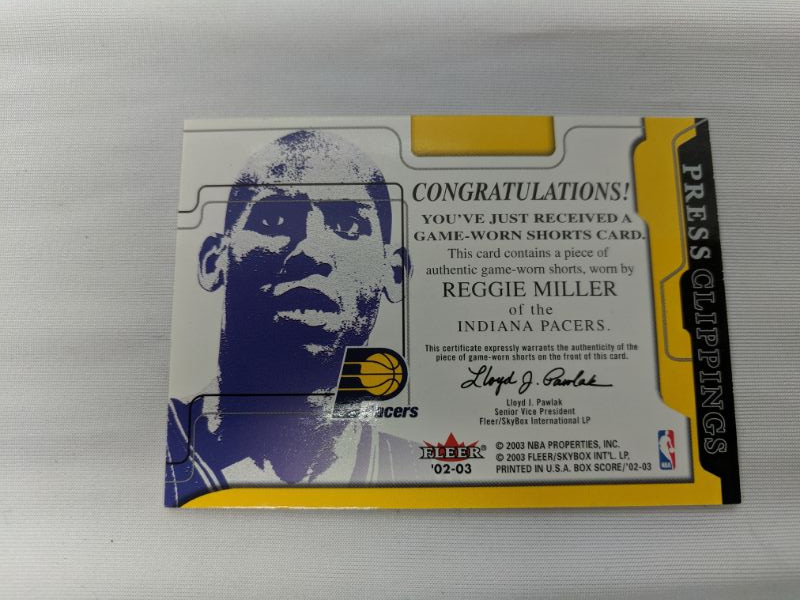 CONGRATULATIONS!
YOU'VE JUST RECEIVED A
GAME-WORN SHORTS CARD.
This card contains a piece of
authentic game-worn shorts, worn by
REGGIE MILLER
of the
INDIANA PACERS.
This certificate expressly warrants the authenticity of the
piece of game-worn shorts on the front of this card.
Lloyd J. Pawlak
Lloyd J. Pawlak
Senior Vice President
Fleer/SkyBox International LP
Pacers
FLEER®
'02-03
© 2003 NBA PROPERTIES, INC.
© 2003 FLEER/SKYBOX INT'L. LP,
PRINTED IN U.S.A. BOX SCORE/'02-03
NBA
PRESS CLIPPINGS